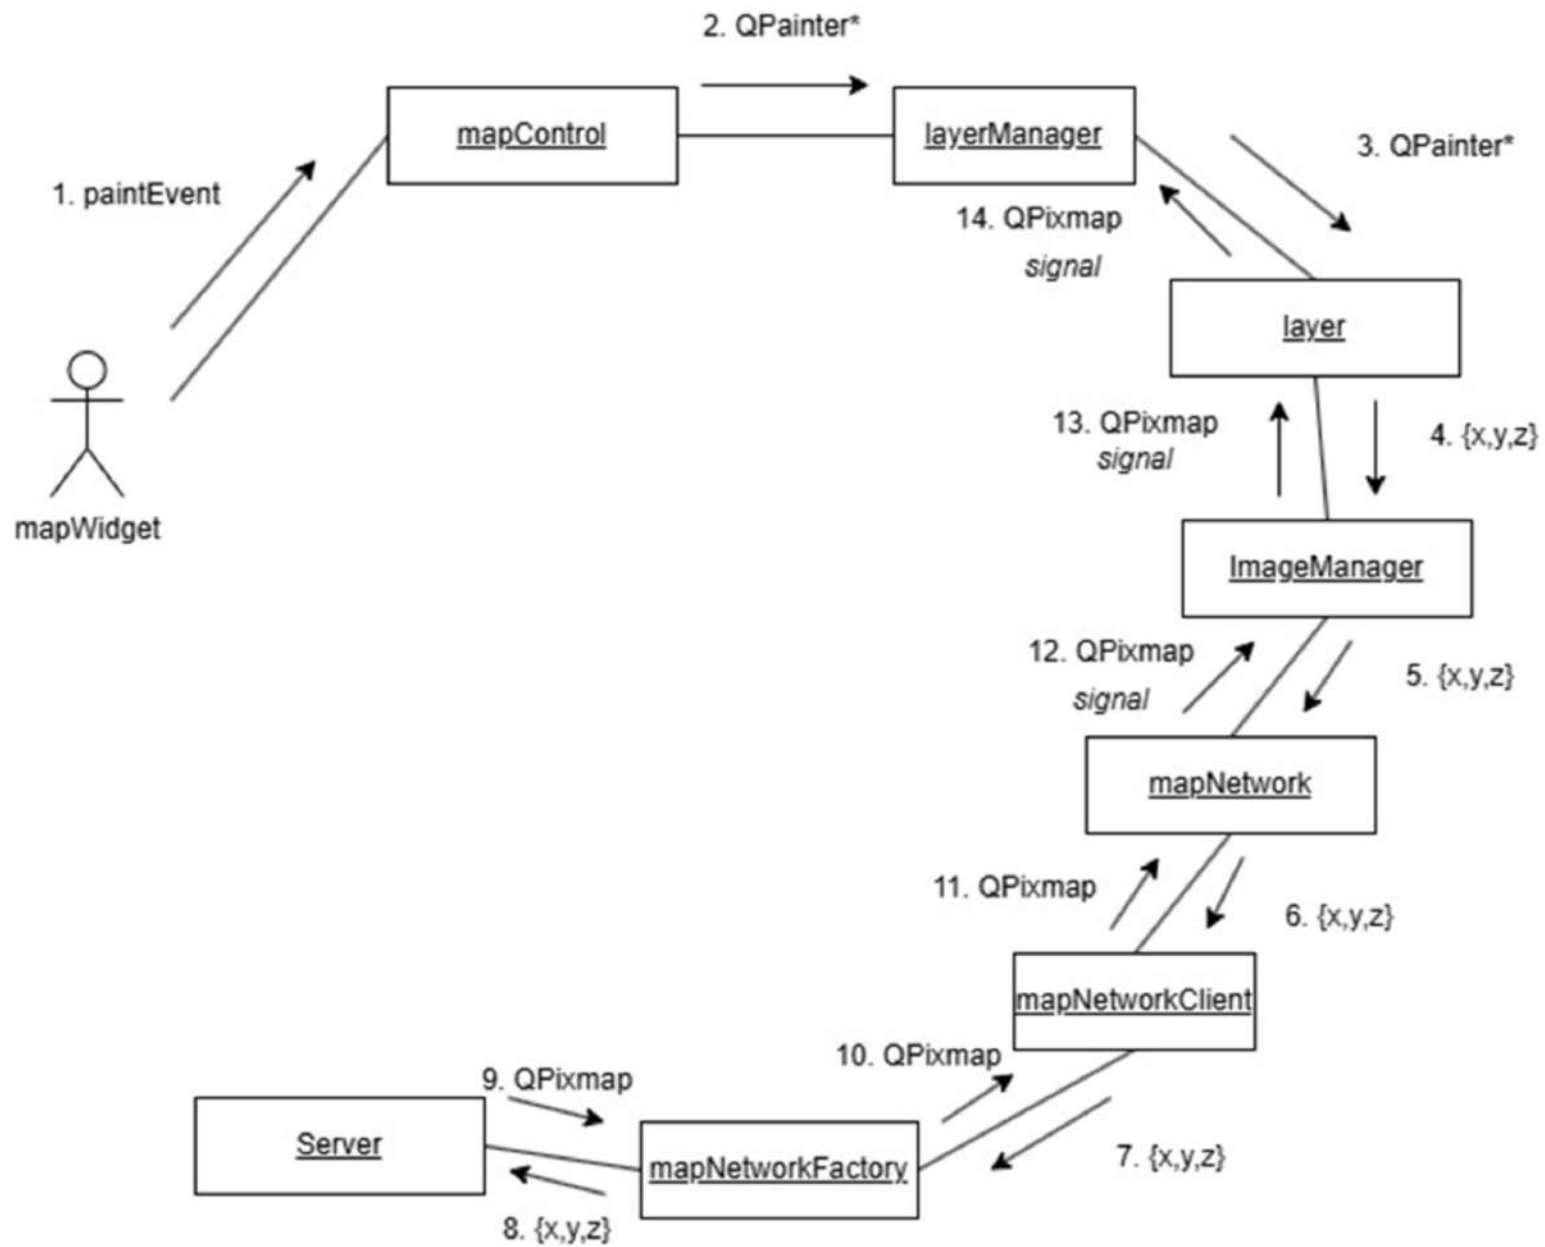 2. QPainter*
mapControl
layerManager
3. QPainter*
1. paintEvent
14. QPixmap
signal
layer
13. QPixmap
signal
4. {x,y,z}
mapWidget
ImageManager
12. QPixmap
signal
5. {x,y,z}
mapNetwork
11. QPixmap
6. {x,y,z}
mapNetworkClient
10. QPixmap
9. QPixmap
Server
mapNetworkFactory
7. {x,y,z}
8. {x,y,z}